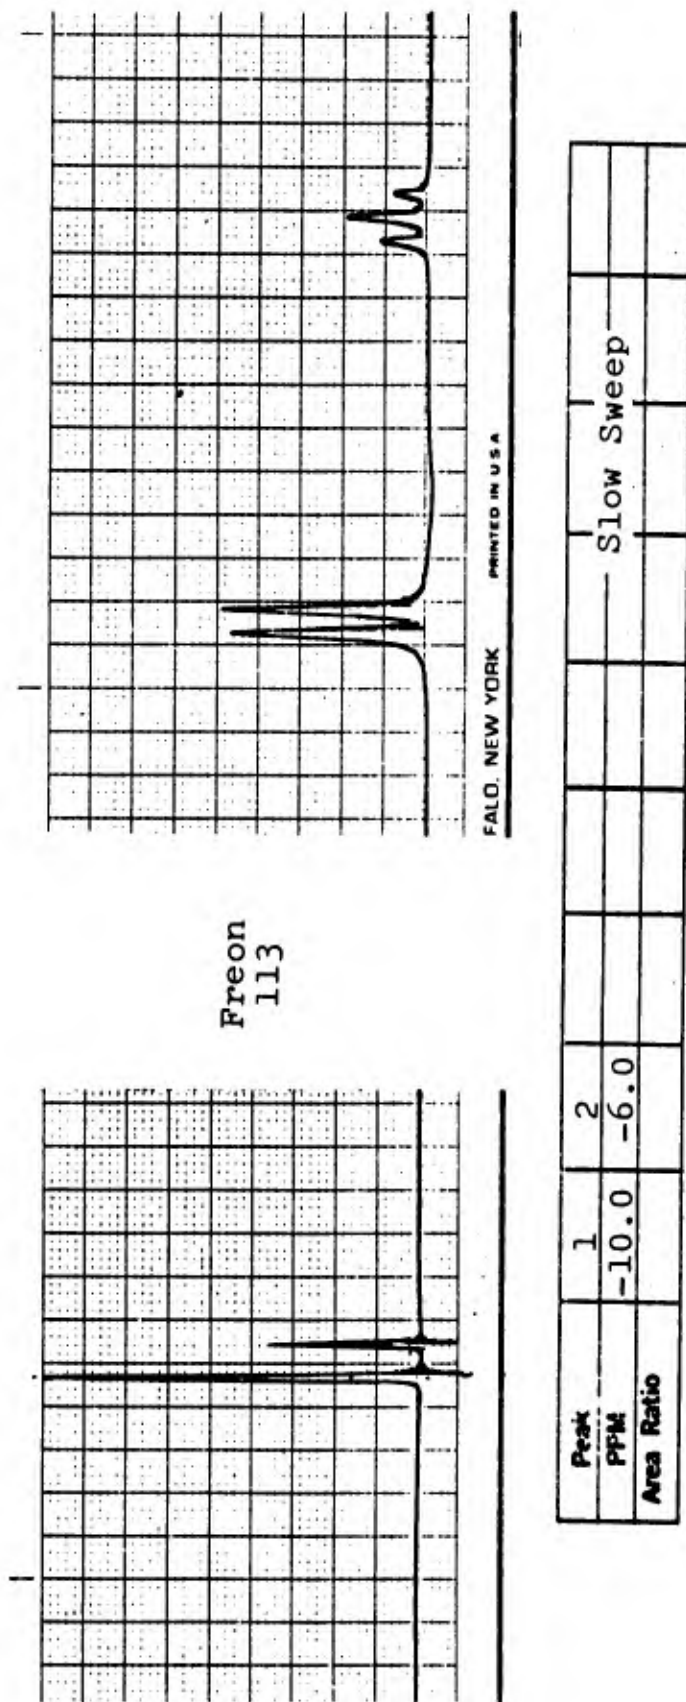 Freon
113
FALO, NEW YORK PRINTED IN U S A
Peak 1 2 Slow Sweep
PPM -10.0 -6.0
Area Ratio